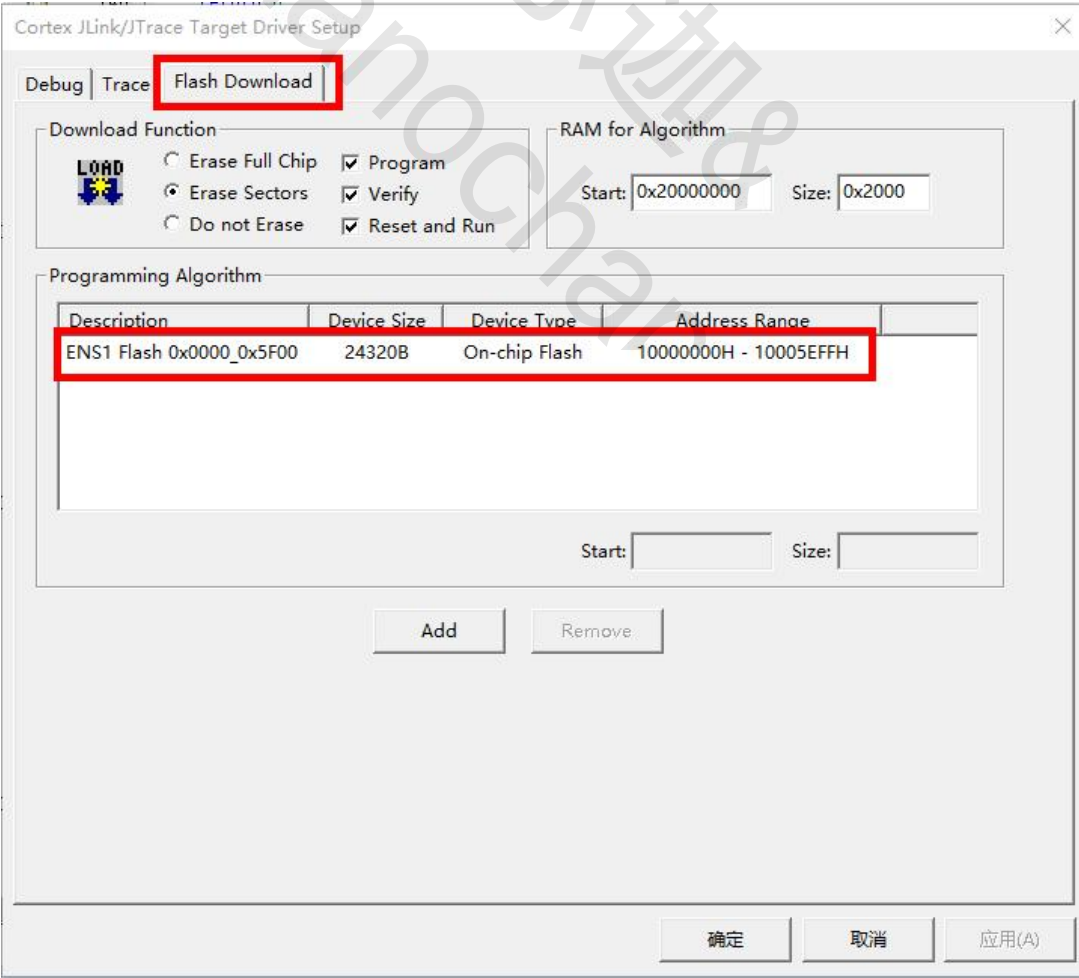 Cortex JLink/JTrace Target Driver Setup
Debug Trace Flash Download
Download Function
LOAD
Erase Full Chip
Erase Sectors
Do not Erase
Program
Verify
Reset and Run
RAM for Algorithm
Start: 0x20000000 Size: 0x2000
Programming Algorithm
Description Device Size Device Type Address Range
ENS1 Flash 0x0000_0x5F00 24320B On-chip Flash 10000000H - 10005EFFH
Start: Size:
Add Remove
确定 取消 应用(A)